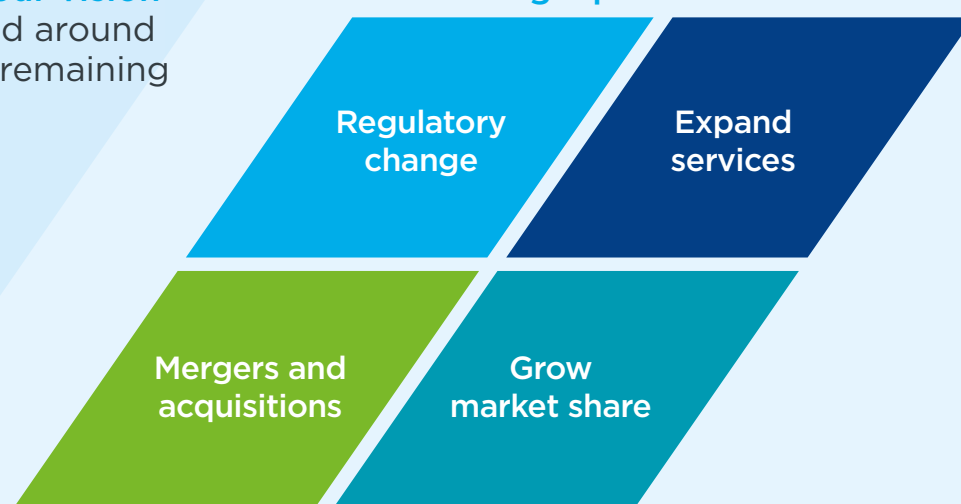 d around
remaining
Regulatory
change
Expand
services
Mergers and
acquisitions
Grow
market share